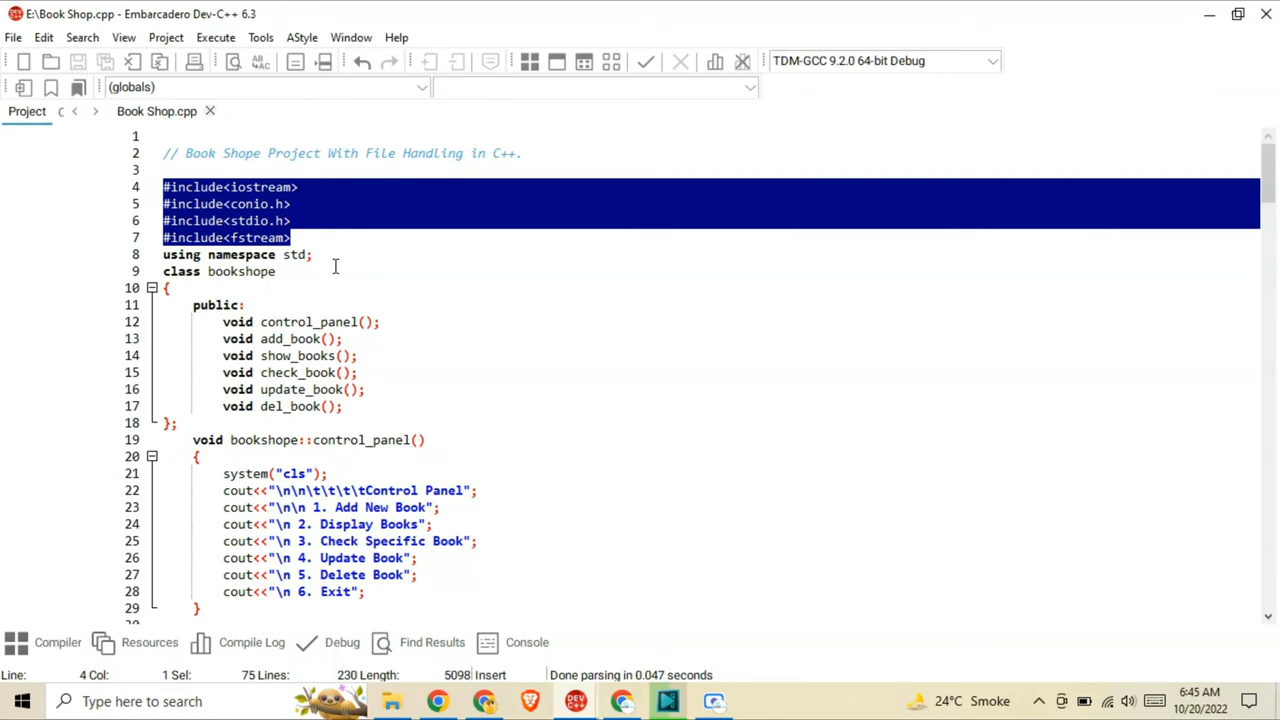 E:\Book Shop.cpp - Embarcadero Dev-C++ 6.3
File Edit Search View Project Execute Tools AStyle Window Help
TDM-GCC 9.2.0 64-bit Debug
(globals)
Project Book Shop.cpp
1
2 // Book Shope Project With File Handling in C++.
3
4 #include<iostream>
5 #include<conio.h>
6 #include<stdio.h>
7 #include<fstream>
8 using namespace std;
9 class bookshope
10 {
11 public:
12 void control_panel();
13 void add_book();
14 void show_books();
15 void check_book();
16 void update_book();
17 void del_book();
18 };
19 void bookshope::control_panel()
20 {
21 system("cls");
22 cout<<"\n\n\t\t\t\tControl Panel";
23 cout<<"\n\n 1. Add New Book";
24 cout<<"\n 2. Display Books";
25 cout<<"\n 3. Check Specific Book";
26 cout<<"\n 4. Update Book";
27 cout<<"\n 5. Delete Book";
28 cout<<"\n 6. Exit";
29 }
Compiler Resources Compile Log Debug Find Results Console
Line: 4 Col: 1 Sel: 75 Lines: 230 Length: 5098 Insert Done parsing in 0.047 seconds
Type here to search 24°C Smoke 6:45 AM
10/20/2022